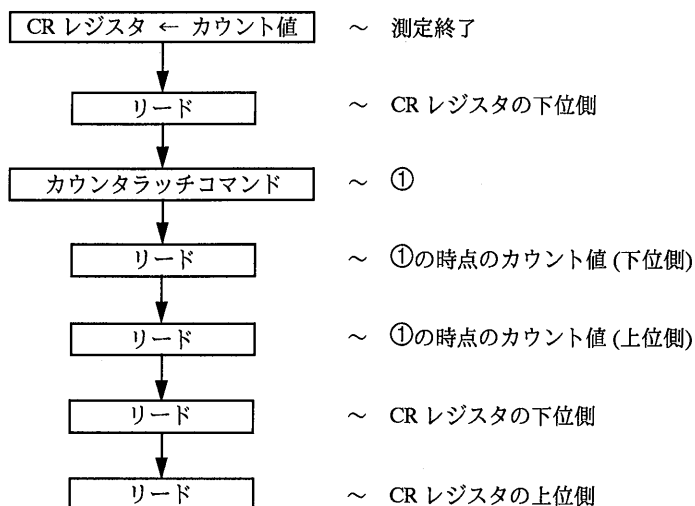 CR レジスタ ← カウント値 ～ 測定終了
リード ～ CR レジスタの下位側
カウンタラッチコマンド ～ ①
リード ～ ①の時点のカウント値 (下位側)
リード ～ ①の時点のカウント値 (上位側)
リード ～ CR レジスタの下位側
リード ～ CR レジスタの上位側